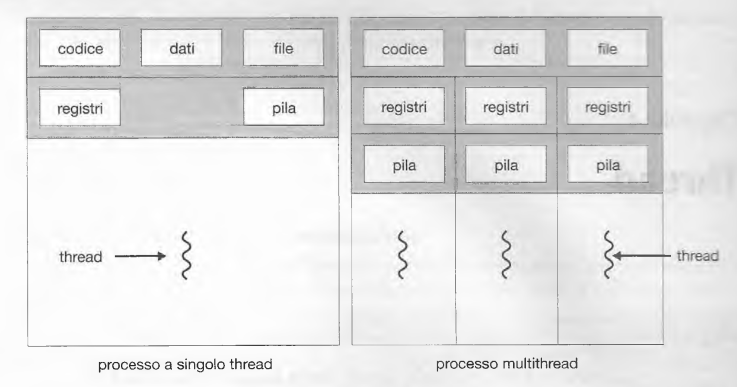 codice dati file
registri pila
thread
processo a singolo thread
codice dati file
registri registri registri
pila pila pila
thread
processo multithread